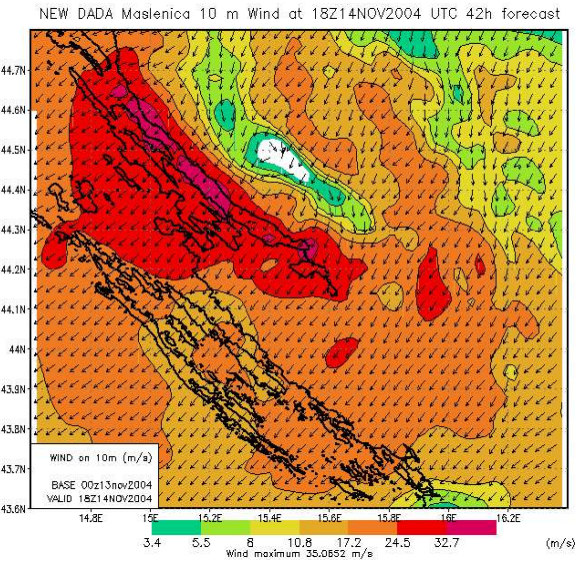 NEW DADA Maslenica 10 m Wind at 18Z14NOV2004 UTC 42h forecast
44.7N
44.6N
44.5N
44.4N
44.3N
44.2N
44.1N
44N
43.9N
43.8N
43.7N
43.6N
WIND on 10m (m/s)
BASE 00z13nov2004
VALID 18Z14NOV2004
14.8E 15E 15.2E 15.4E 15.6E 15.8E 16E 16.2E
3.4 5.5 8 10.8 17.2 24.5 32.7 (m/s)
Wind maximum 35.0652 m/s